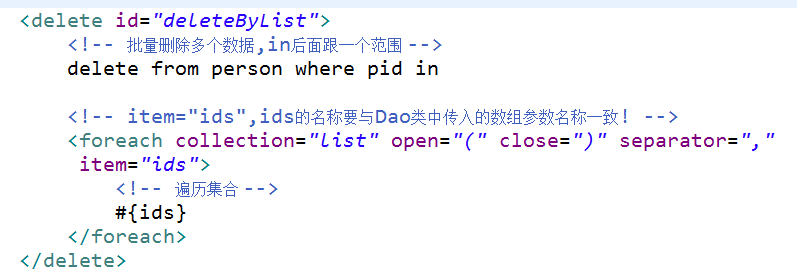 <delete id="deleteByList">
<!-- 批量删除多个数据,in后面跟一个范围 -->
delete from person where pid in
<!-- item="ids",ids的名称要与Dao类中传入的数组参数名称一致! -->
<foreach collection="list" open="(" close=")" separator=","
item="ids">
<!-- 遍历集合 -->
#{ids}
</foreach>
</delete>